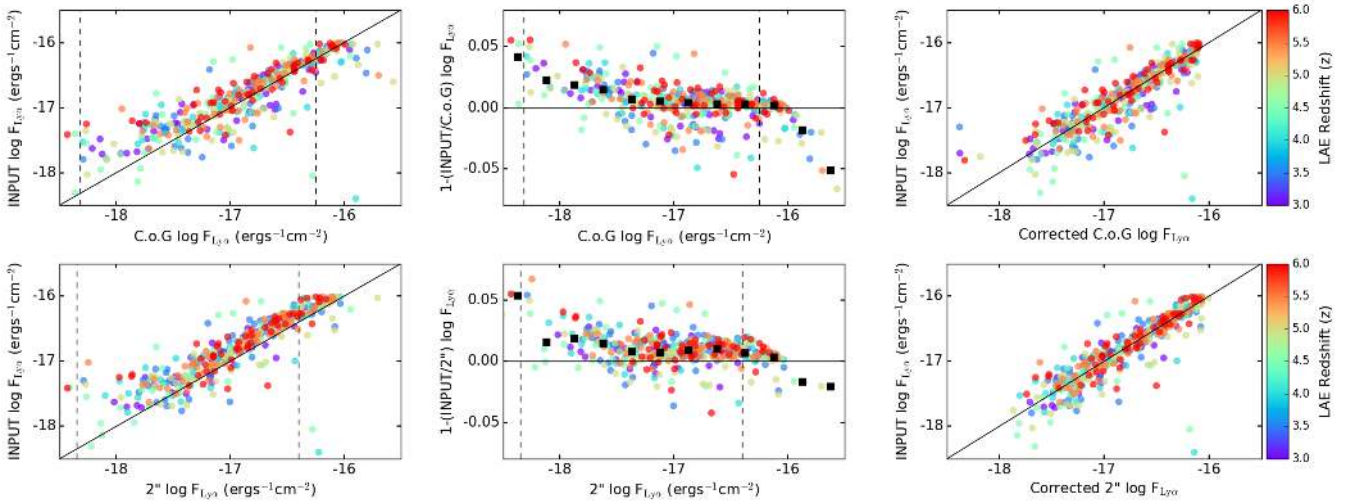 INPUT log F_Lyα (ergs⁻¹cm⁻²)
-16
-17
-18
-18 -17 -16
C.o.G log F_Lyα (ergs⁻¹cm⁻²)
1-(INPUT/C.o.G) log F_Lyα
0.05
0.00
-0.05
-18 -17 -16
C.o.G log F_Lyα (ergs⁻¹cm⁻²)
INPUT log F_Lyα (ergs⁻¹cm⁻²)
-16
-17
-18
-18 -17 -16
Corrected C.o.G log F_Lyα
6.0
5.5
5.0
4.5
4.0
3.5
3.0
LAE Redshift (z)
INPUT log F_Lyα (ergs⁻¹cm⁻²)
-16
-17
-18
-18 -17 -16
2" log F_Lyα (ergs⁻¹cm⁻²)
1-(INPUT/2") log F_Lyα
0.05
0.00
-0.05
-18 -17 -16
2" log F_Lyα (ergs⁻¹cm⁻²)
INPUT log F_Lyα (ergs⁻¹cm⁻²)
-16
-17
-18
-18 -17 -16
Corrected 2" log F_Lyα
6.0
5.5
5.0
4.5
4.0
3.5
3.0
LAE Redshift (z)